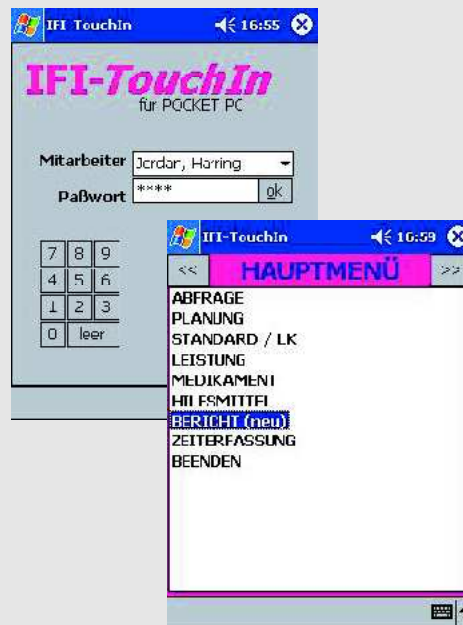 IFI TouchIn 16:55
IFI-TouchIn
für POCKET PC
Mitarbeiter Jordan, Harring
Paßwort **** ok
7 8 9
4 5 6
1 2 3
0 leer
IFI-TouchIn 16:59
<< HAUPTMENÜ >>
ABFRAGE
PLANUNG
STANDARD / LK
LEISTUNG
MEDIKAMENT
HILFSMITTEL
BERICHT (neu)
ZEITERFASSUNG
BEENDEN